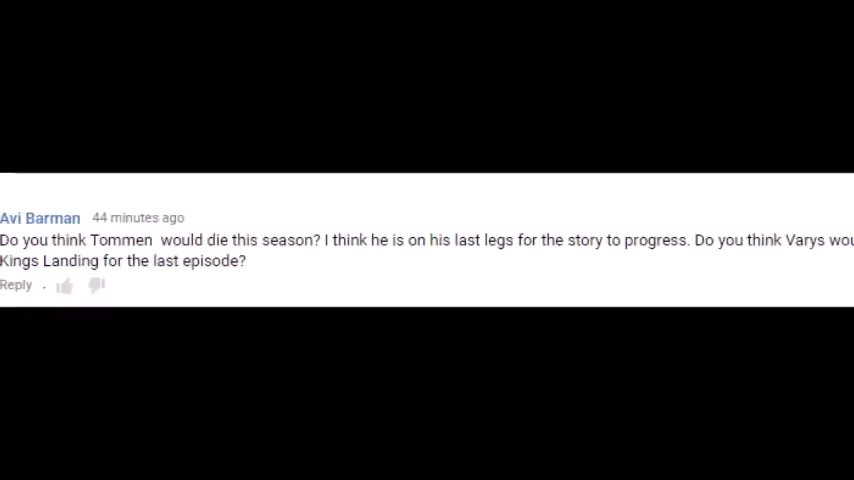 Avi Barman 44 minutes ago
Do you think Tommen would die this season? I think he is on his last legs for the story to progress. Do you think Varys
Kings Landing for the last episode?
Reply .